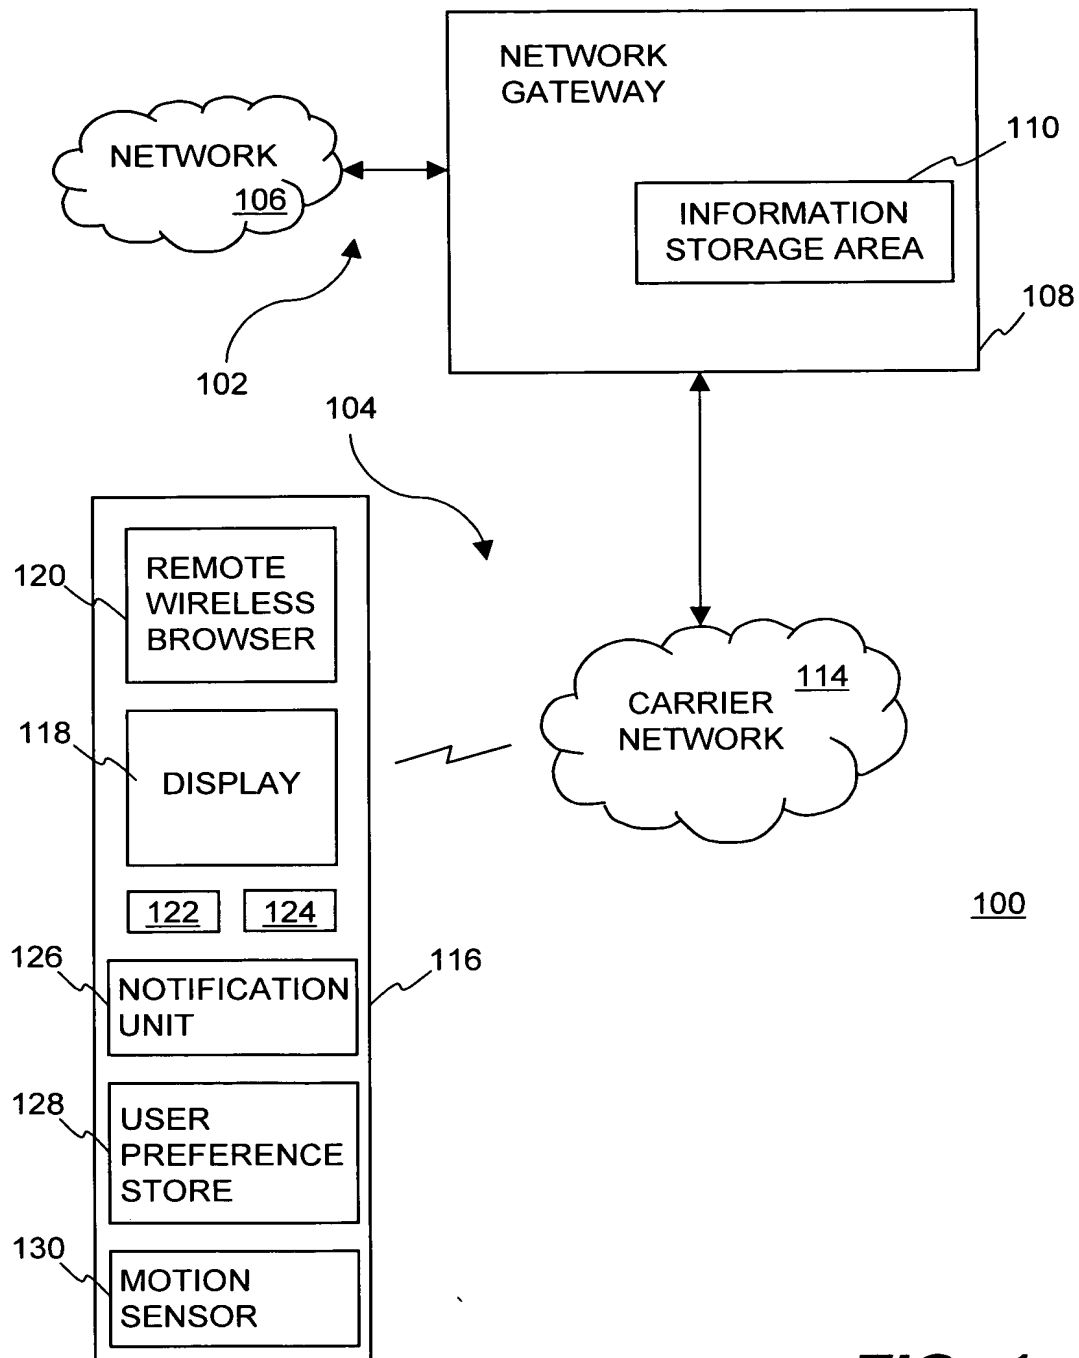 NETWORK
GATEWAY
110
NETWORK
106
INFORMATION
STORAGE AREA
108
102
104
120
REMOTE
WIRELESS
BROWSER
114
CARRIER
NETWORK
118
DISPLAY
122
124
100
126
NOTIFICATION
UNIT
116
128
USER
PREFERENCE
STORE
130
MOTION
SENSOR